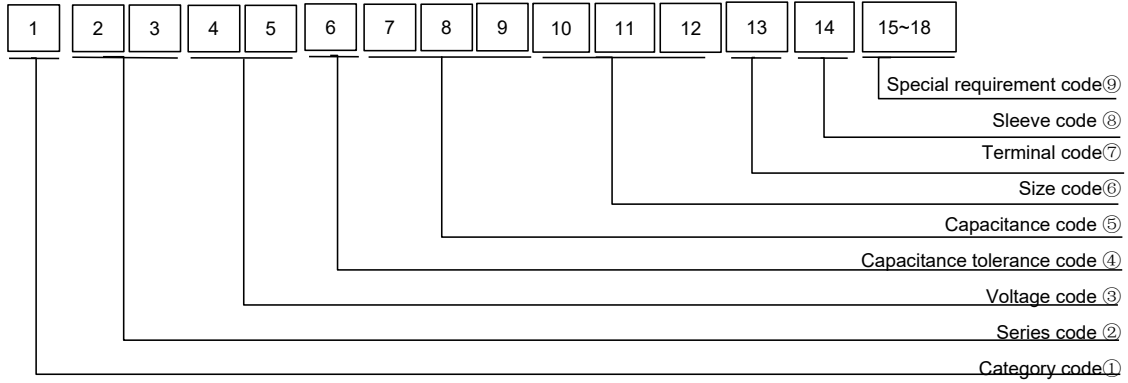 1 2 3 4 5 6 7 8 9 10 11 12 13 14 15~18
Special requirement code⑨
Sleeve code ⑧
Terminal code⑦
Size code⑥
Capacitance code ⑤
Capacitance tolerance code ④
Voltage code ③
Series code ②
Category code①